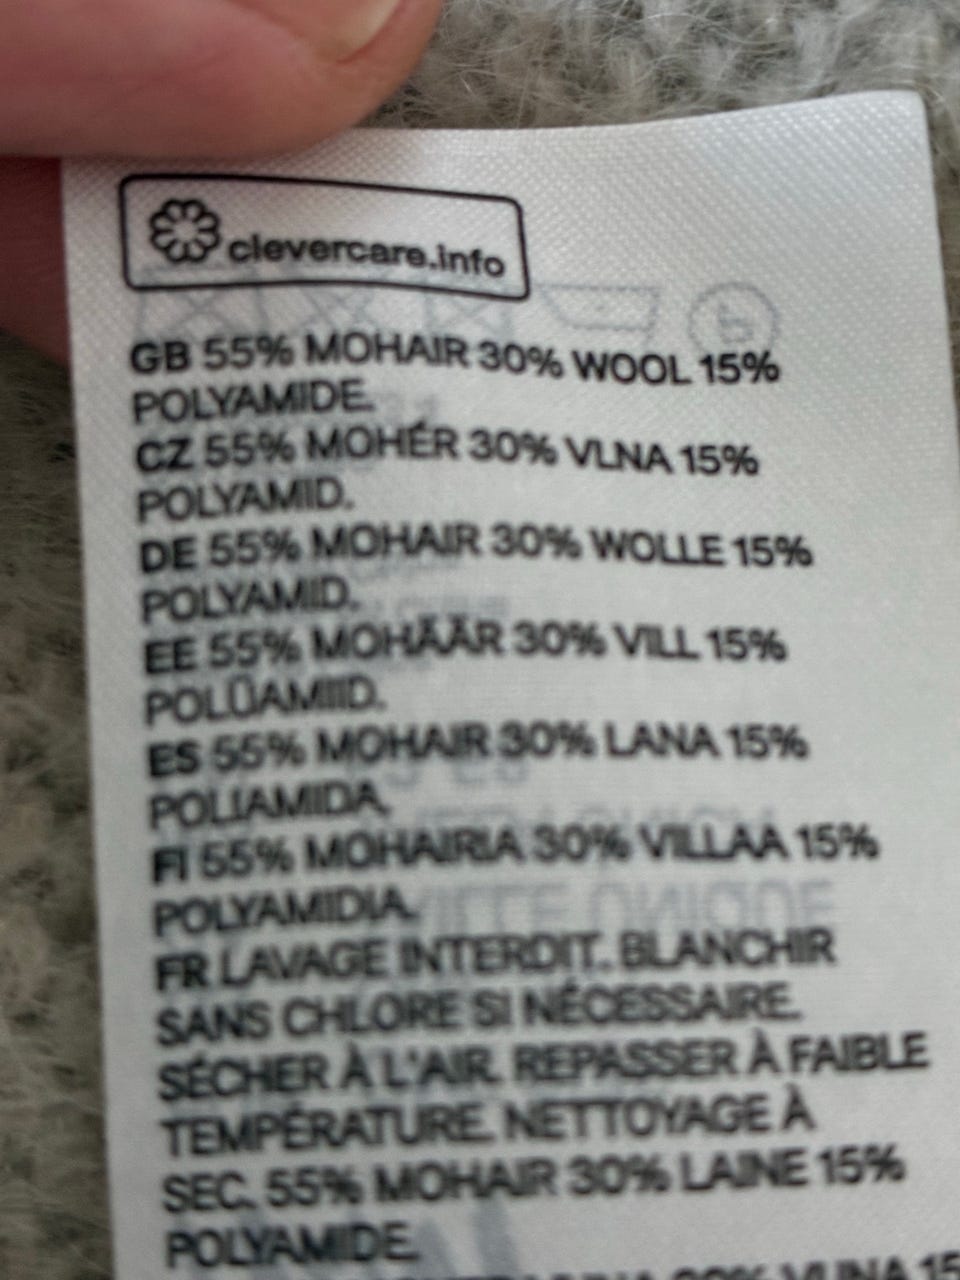 clevercare.info
GB 55% MOHAIR 30% WOOL 15%
POLYAMIDE.
CZ 55% MOHÉR 30% VLNA 15%
POLYAMID.
DE 55% MOHAIR 30% WOLLE 15%
POLYAMID.
EE 55% MOHÄÄR 30% VILL 15%
POLÜAMIID.
ES 55% MOHAIR 30% LANA 15%
POLIAMIDA.
FI 55% MOHAIRIA 30% VILLAA 15%
POLYAMIDIA.
FR LAVAGE INTERDIT. BLANCHIR
SANS CHLORE SI NÉCESSAIRE.
SÉCHER À L'AIR. REPASSER À FAIBLE
TEMPÉRATURE. NETTOYAGE À
SEC. 55% MOHAIR 30% LAINE 15%
POLYAMIDE.